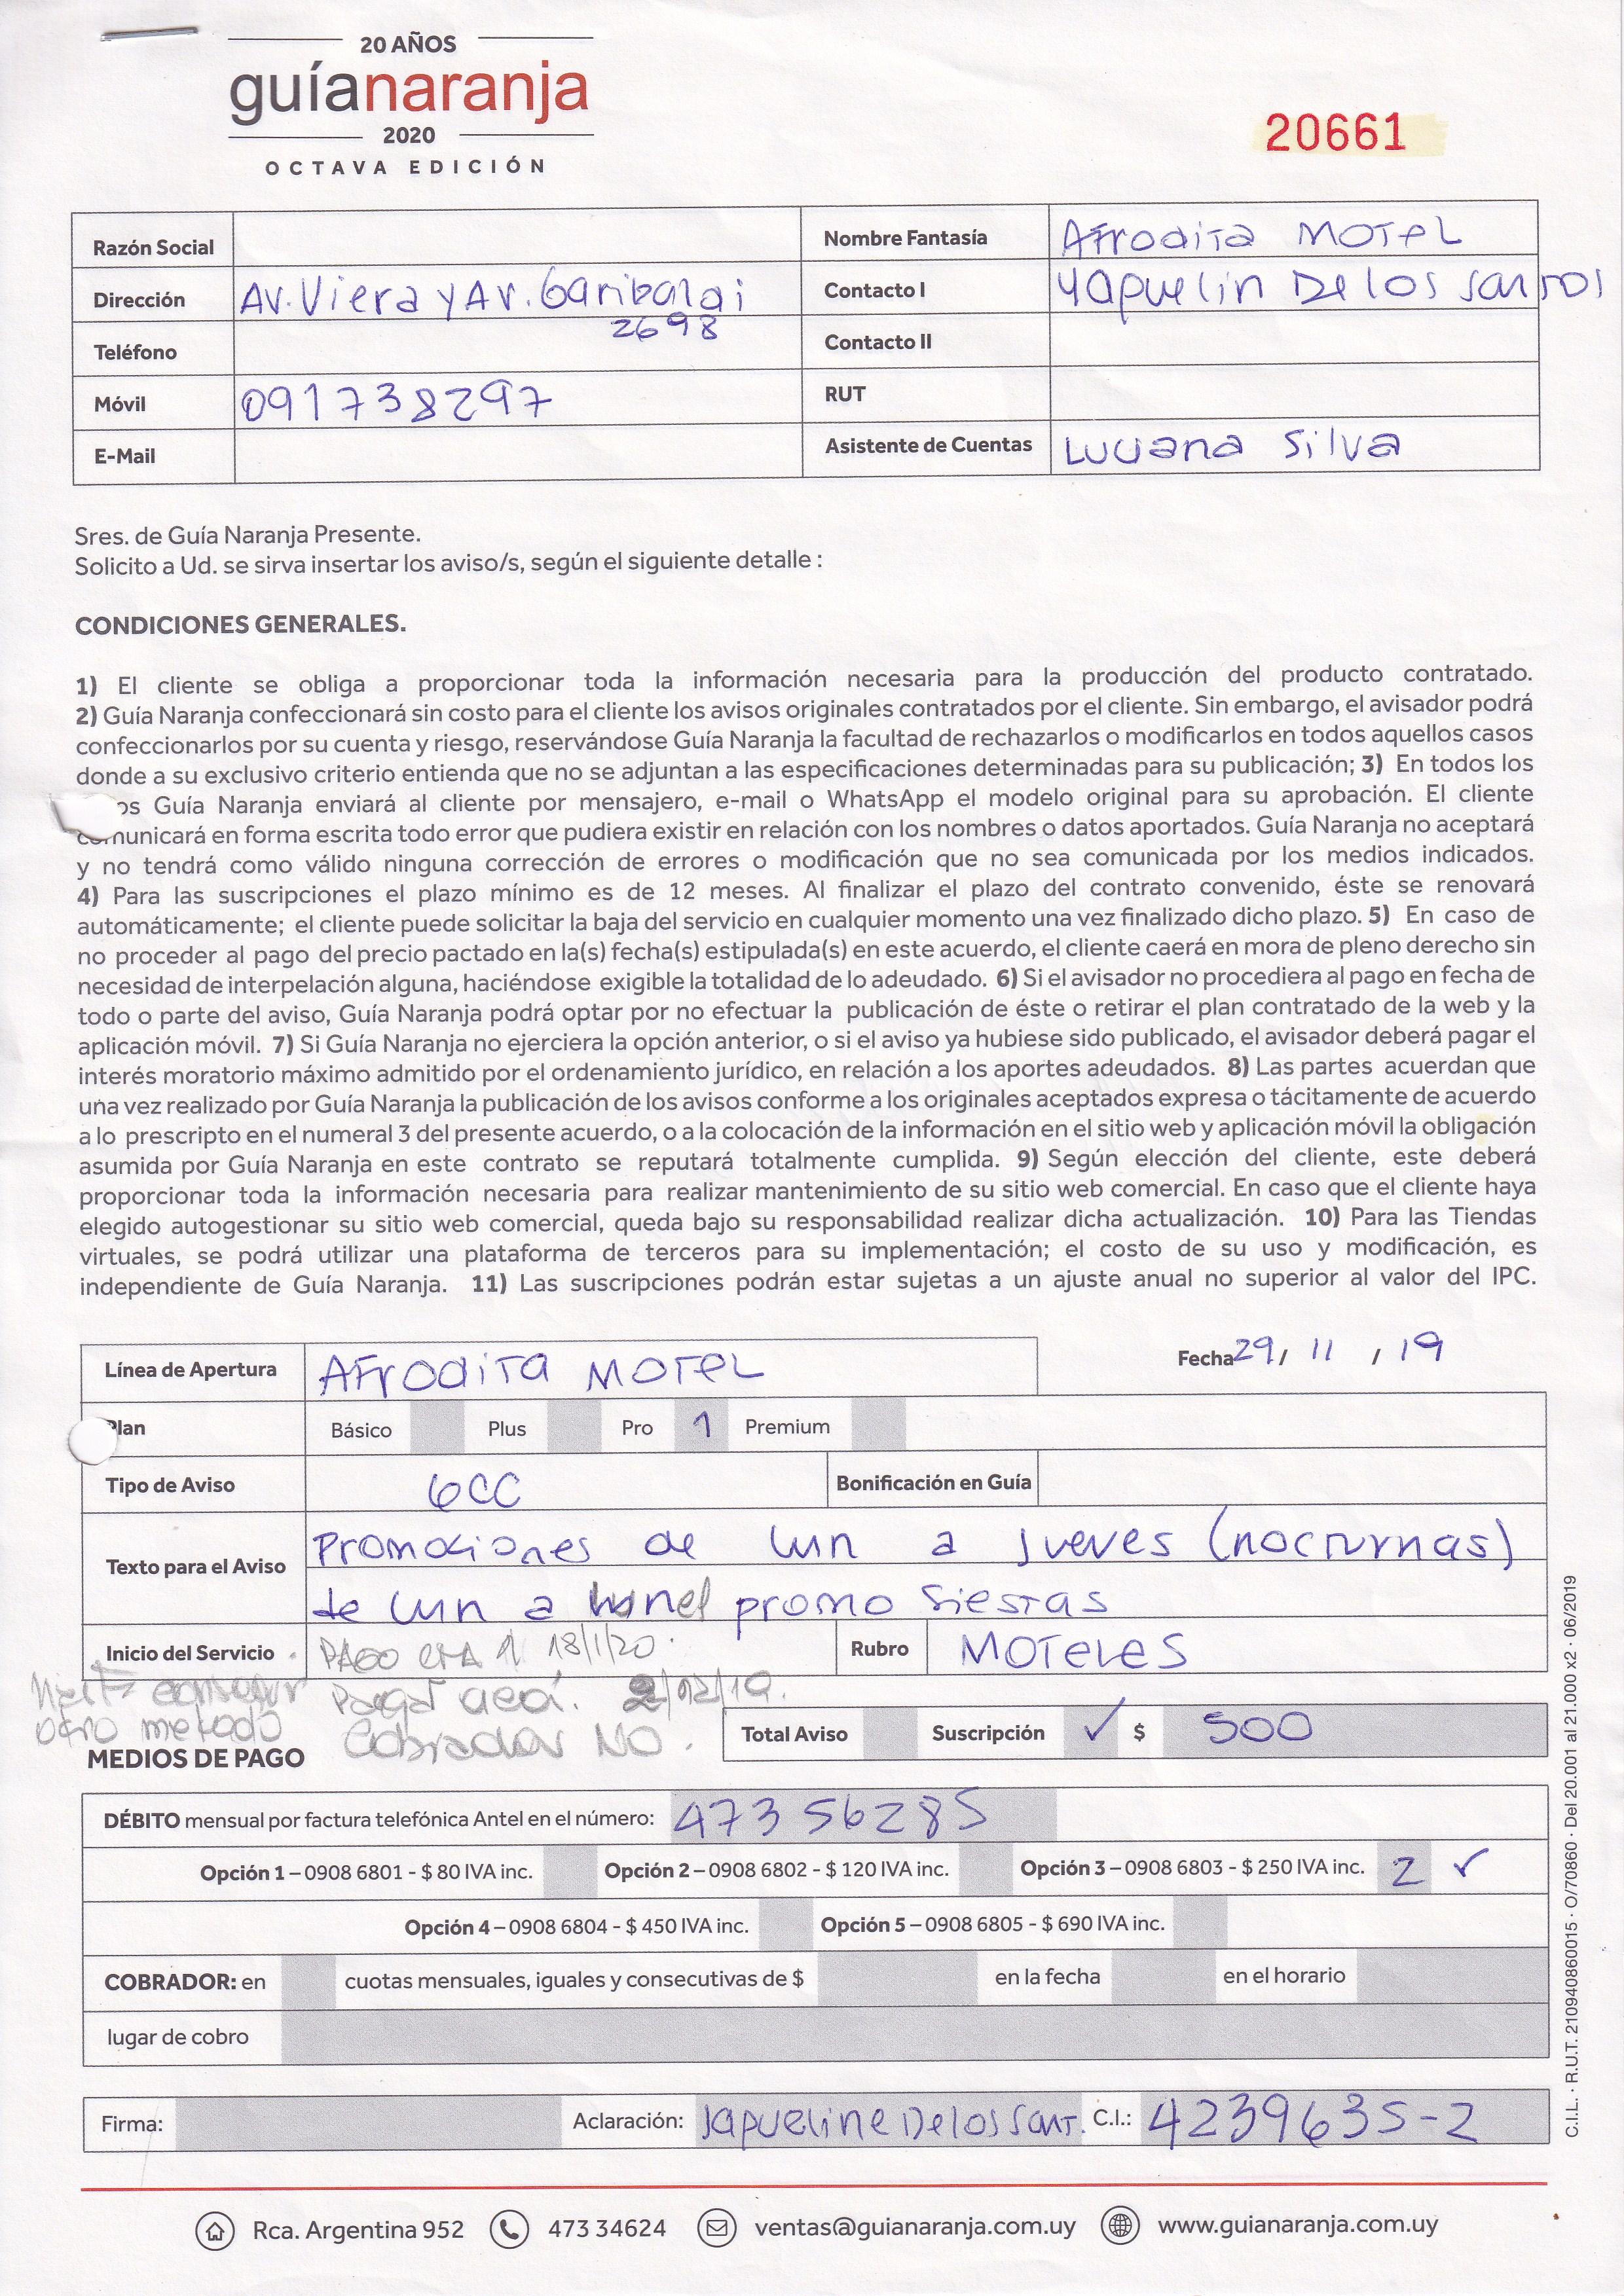 20 AÑOS
guíanaranja
2020
OCTAVA EDICIÓN
20661
Razón Social
Nombre Fantasía Afrodita MOTEL
Dirección Av. Viera y Av. Garibaldi
2698
Contacto I Yaquelin De los Santos
Teléfono
Contacto II
Móvil 091738297
RUT
E-Mail
Asistente de Cuentas Luciana Silva
Sres. de Guía Naranja Presente.
Solicito a Ud. se sirva insertar los aviso/s, según el siguiente detalle :
CONDICIONES GENERALES.
1) El cliente se obliga a proporcionar toda la información necesaria para la producción del producto contratado.
2) Guía Naranja confeccionará sin costo para el cliente los avisos originales contratados por el cliente. Sin embargo, el avisador podrá
confeccionarlos por su cuenta y riesgo, reservándose Guía Naranja la facultad de rechazarlos o modificarlos en todos aquellos casos
donde a su exclusivo criterio entienda que no se adjuntan a las especificaciones determinadas para su publicación; 3) En todos los
os Guía Naranja enviará al cliente por mensajero, e-mail o WhatsApp el modelo original para su aprobación. El cliente
comunicará en forma escrita todo error que pudiera existir en relación con los nombres o datos aportados. Guía Naranja no aceptará
y no tendrá como válido ninguna corrección de errores o modificación que no sea comunicada por los medios indicados.
4) Para las suscripciones el plazo mínimo es de 12 meses. Al finalizar el plazo del contrato convenido, éste se renovará
automáticamente; el cliente puede solicitar la baja del servicio en cualquier momento una vez finalizado dicho plazo. 5) En caso de
no proceder al pago del precio pactado en la(s) fecha(s) estipulada(s) en este acuerdo, el cliente caerá en mora de pleno derecho sin
necesidad de interpelación alguna, haciéndose exigible la totalidad de lo adeudado. 6) Si el avisador no procediera al pago en fecha de
todo o parte del aviso, Guía Naranja podrá optar por no efectuar la publicación de éste o retirar el plan contratado de la web y la
aplicación móvil. 7) Si Guía Naranja no ejerciera la opción anterior, o si el aviso ya hubiese sido publicado, el avisador deberá pagar el
interés moratorio máximo admitido por el ordenamiento jurídico, en relación a los aportes adeudados. 8) Las partes acuerdan que
una vez realizado por Guía Naranja la publicación de los avisos conforme a los originales aceptados expresa o tácitamente de acuerdo
a lo prescripto en el numeral 3 del presente acuerdo, o a la colocación de la información en el sitio web y aplicación móvil la obligación
asumida por Guía Naranja en este contrato se reputará totalmente cumplida. 9) Según elección del cliente, este deberá
proporcionar toda la información necesaria para realizar mantenimiento de su sitio web comercial. En caso que el cliente haya
elegido autogestionar su sitio web comercial, queda bajo su responsabilidad realizar dicha actualización. 10) Para las Tiendas
virtuales, se podrá utilizar una plataforma de terceros para su implementación; el costo de su uso y modificación, es
independiente de Guía Naranja. 11) Las suscripciones podrán estar sujetas a un ajuste anual no superior al valor del IPC.
Línea de Apertura Afrodita MOTEL
Fecha 29/ 11 / 19
Plan Básico Plus Pro 1 Premium
Tipo de Aviso 6CC Bonificación en Guía
Texto para el Aviso
Promociones de lun a jueves (nocturnas)
de lun a promo siestas
Inicio del Servicio PAGO 18/1/20.
Rubro MOTELES
Pagar acá. 2/12/19.
otro metodo Cobrador NO.
Total Aviso Suscripción ✓ $ 500
MEDIOS DE PAGO
DÉBITO mensual por factura telefónica Antel en el número: 473 56285
Opción 1 – 0908 6801 - $ 80 IVA inc. Opción 2 – 0908 6802 - $ 120 IVA inc. Opción 3 – 0908 6803 - $ 250 IVA inc. 2 ✓
Opción 4 – 0908 6804 - $ 450 IVA inc. Opción 5 – 0908 6805 - $ 690 IVA inc.
COBRADOR: en cuotas mensuales, iguales y consecutivas de $ en la fecha en el horario
lugar de cobro
Firma: Aclaración: Jaqueline De los Sant. C.I.: 4239635-2
Rca. Argentina 952 473 34624 ventas@guianaranja.com.uy www.guianaranja.com.uy
C.I.L. · R.U.T. 210940860015 · O/70860 · Del 20.001 al 21.000 x2 · 06/2019